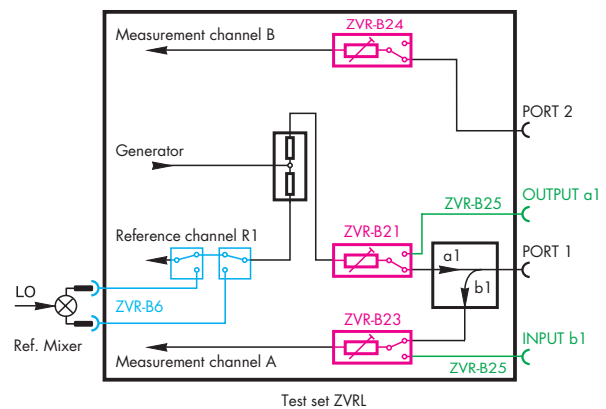 ZVR-B24
Measurement channel B
PORT 2
Generator
OUTPUT a1
ZVR-B25
Reference channel R1
ZVR-B21
PORT 1
a1
b1
LO
ZVR-B6
ZVR-B23
INPUT b1
Ref. Mixer
Measurement channel A
ZVR-B25
Test set ZVRL